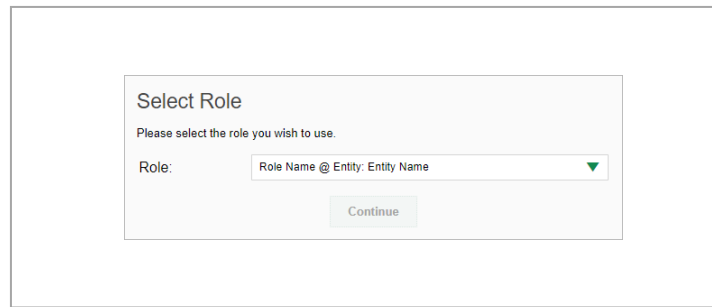 Select Role
Please select the role you wish to use.
Role: Role Name @ Entity: Entity Name
Continue